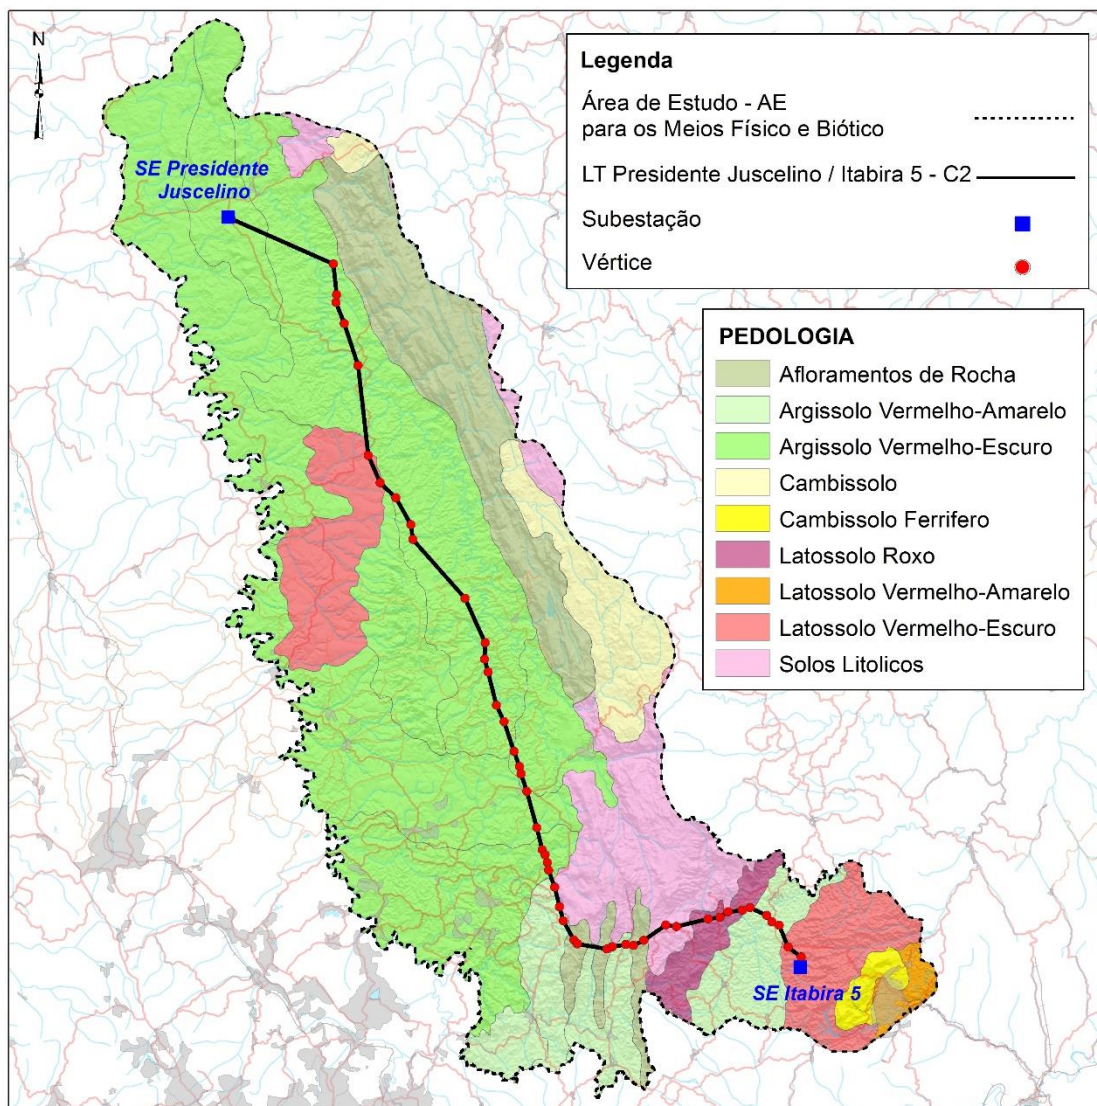 N
SE Presidente
Juscelino
SE Itabira 5
Legenda
Área de Estudo - AE
para os Meios Físico e Biótico
LT Presidente Juscelino / Itabira 5 - C2
Subestação
Vértice
PEDOLOGIA
Afloramentos de Rocha
Argissolo Vermelho-Amarelo
Argissolo Vermelho-Escuro
Cambissolo
Cambissolo Ferrifero
Latossolo Roxo
Latossolo Vermelho-Amarelo
Latossolo Vermelho-Escuro
Solos Litolicos